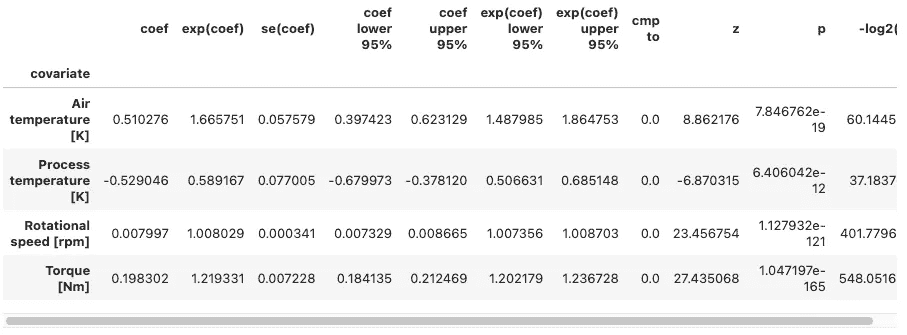 coef exp(coef) se(coef) coef lower 95% coef upper 95% exp(coef) lower 95% exp(coef) upper 95% cmp to z p -log2(
covariate
Air temperature [K] 0.510276 1.665751 0.057579 0.397423 0.623129 1.487985 1.864753 0.0 8.862176 7.846762e-19 60.1445
Process temperature [K] -0.529046 0.589167 0.077005 -0.679973 -0.378120 0.506631 0.685148 0.0 -6.870315 6.406042e-12 37.1837
Rotational speed [rpm] 0.007997 1.008029 0.000341 0.007329 0.008665 1.007356 1.008703 0.0 23.456754 1.127932e-121 401.7796
Torque [Nm] 0.198302 1.219331 0.007228 0.184135 0.212469 1.202179 1.236728 0.0 27.435068 1.047197e-165 548.0516